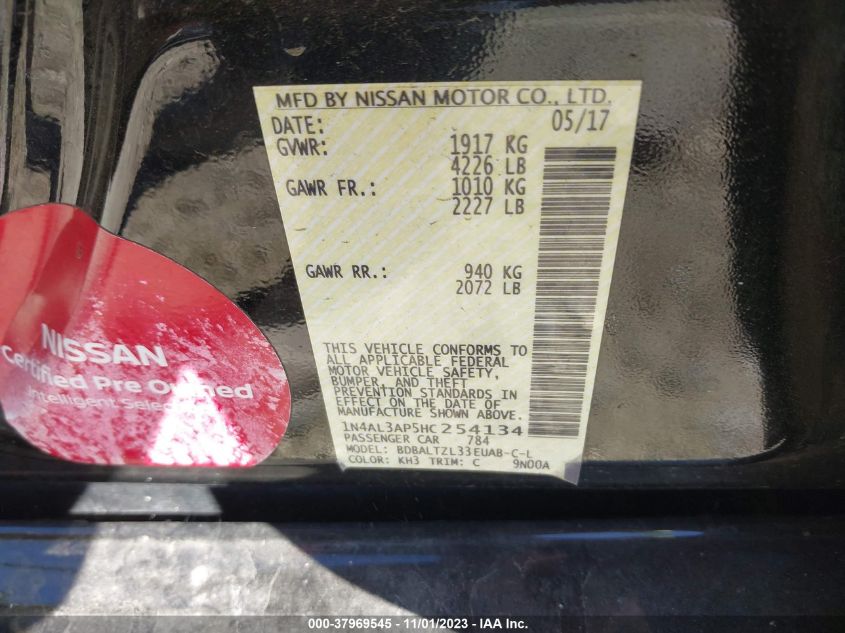 MFD BY NISSAN MOTOR CO., LTD.
DATE: 05/17
GVWR: 1917 KG
4226 LB
GAWR FR.: 1010 KG
2227 LB
GAWR RR.: 940 KG
2072 LB
THIS VEHICLE CONFORMS TO
ALL APPLICABLE FEDERAL
MOTOR VEHICLE SAFETY,
BUMPER, AND THEFT
PREVENTION STANDARDS IN
EFFECT ON THE DATE OF
MANUFACTURE SHOWN ABOVE.
1N4AL3AP5HC254134
PASSENGER CAR 784
MODEL: BDBALTZL33EUAB-C-L
COLOR: KH3 TRIM: C 9N00A
NISSAN
Certified Pre Owned
Intelligent
000-37969545 - 11/01/2023 - IAA Inc.